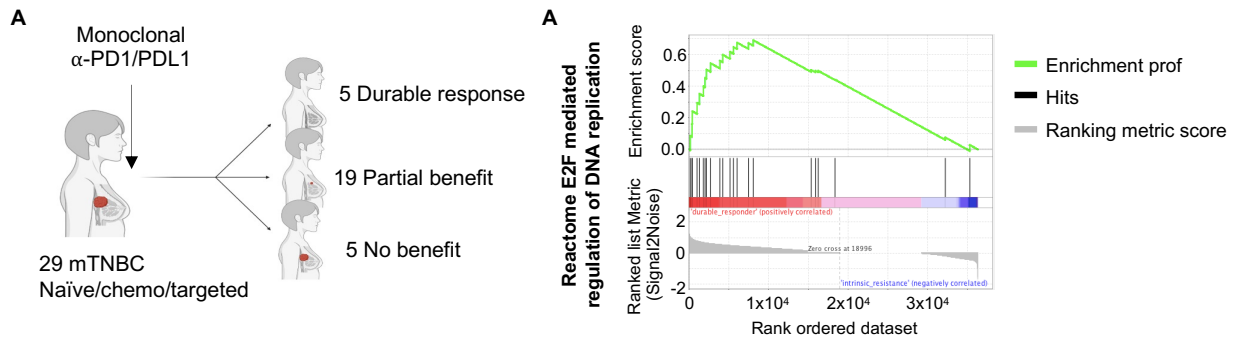 A
Monoclonal
α-PD1/PDL1
5 Durable response
19 Partial benefit
5 No benefit
29 mTNBC
Naïve/chemo/targeted
A
Reactome E2F mediated
regulation of DNA replication
Enrichment score
0.6
0.4
0.2
0.0
Ranked list Metric
(Signal2Noise)
'durable_responder' (positively correlated)
2
0
-2
Zero cross at 18996
'intrinsic_resistance' (negatively correlated)
0
1x10⁴
2x10⁴
3x10⁴
Rank ordered dataset
Enrichment prof
Hits
Ranking metric score